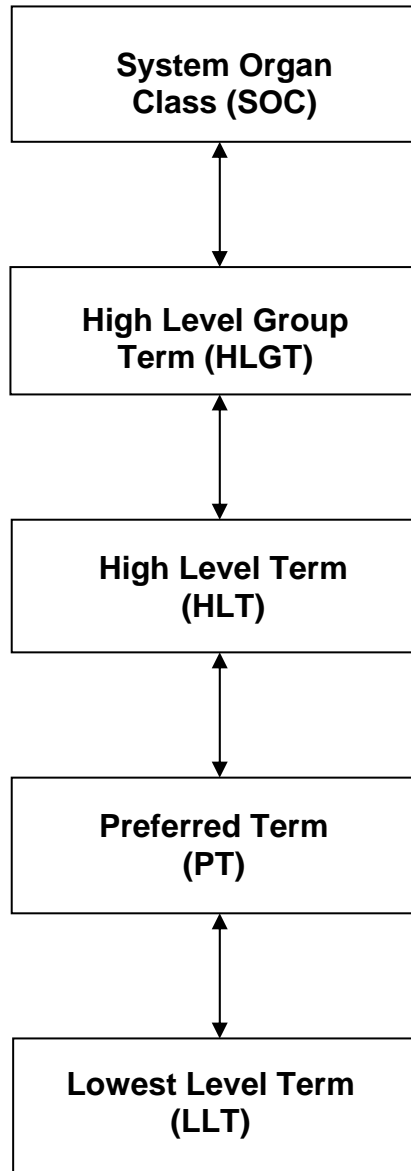 System Organ
Class (SOC)
High Level Group
Term (HLGT)
High Level Term
(HLT)
Preferred Term
(PT)
Lowest Level Term
(LLT)